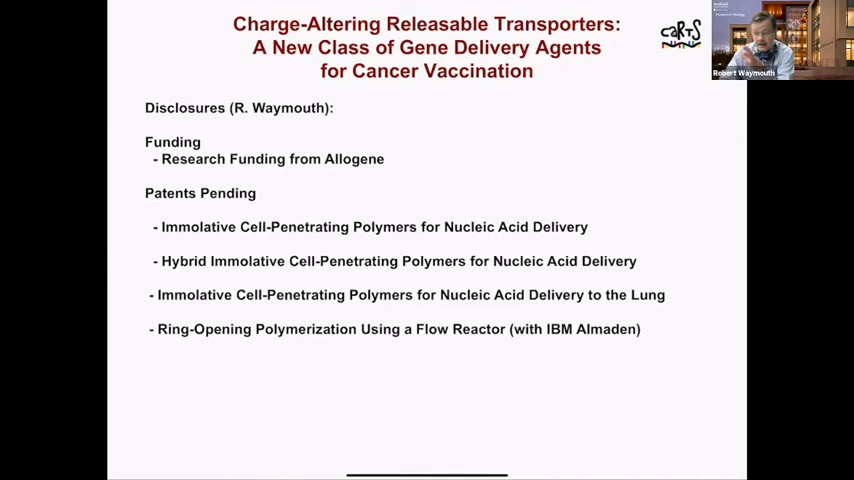 Charge-Altering Releasable Transporters:
A New Class of Gene Delivery Agents
for Cancer Vaccination
CARTS
Robert Waymouth
Disclosures (R. Waymouth):
Funding
- Research Funding from Allogene
Patents Pending
- Immolative Cell-Penetrating Polymers for Nucleic Acid Delivery
- Hybrid Immolative Cell-Penetrating Polymers for Nucleic Acid Delivery
- Immolative Cell-Penetrating Polymers for Nucleic Acid Delivery to the Lung
- Ring-Opening Polymerization Using a Flow Reactor (with IBM Almaden)